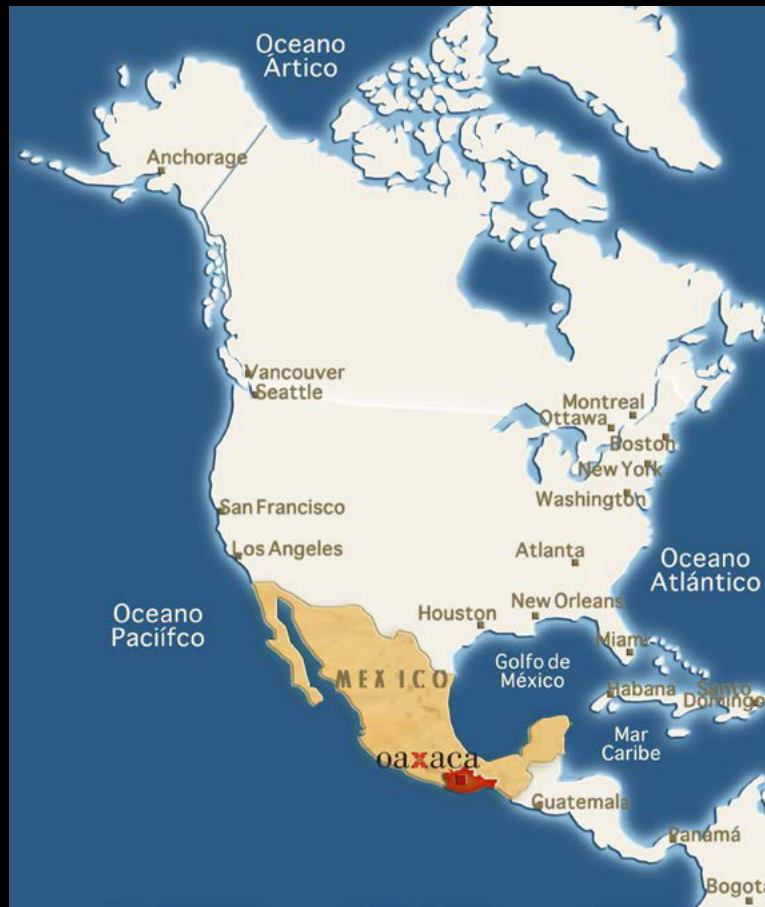 Oceano
Ártico
Anchorage
Vancouver
Seattle
Montreal
Ottawa
Boston
New York
Washington
San Francisco
Los Angeles
Atlanta
Oceano
Atlántico
Oceano
Paciífco
Houston
New Orleans
Miami
Golfo de
México
MEXICO
Habana
Santo
Domingo
Mar
Caribe
oaxaca
Guatemala
Panamá
Bogota